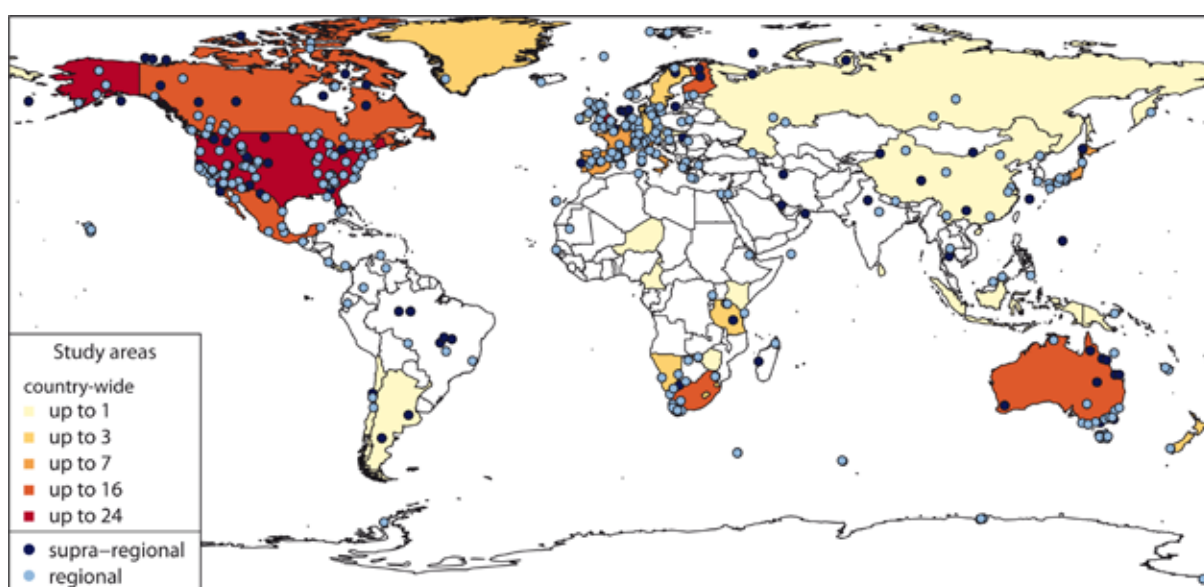 Study areas
country-wide
up to 1
up to 3
up to 7
up to 16
up to 24
supra-regional
regional